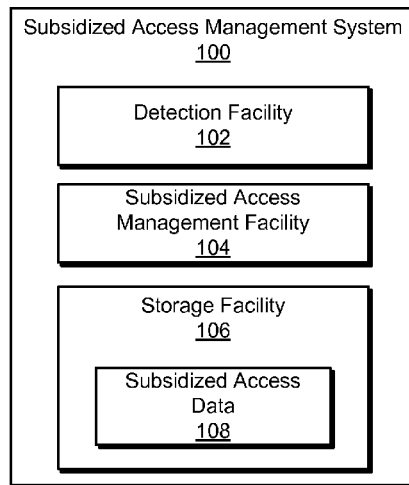 Subsidized Access Management System
100
Detection Facility
102
Subsidized Access
Management Facility
104
Storage Facility
106
Subsidized Access
Data
108